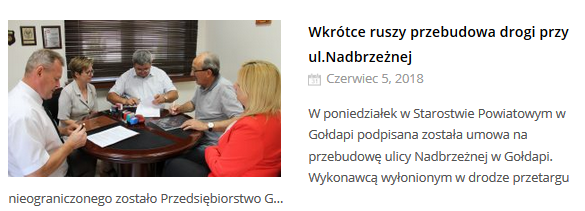 Wkrótce ruszy przebudowa drogi przy
ul.Nadbrzeżnej
Czerwiec 5, 2018
W poniedziałek w Starostwie Powiatowym w
Gołdapi podpisana została umowa na
przebudowę ulicy Nadbrzeżnej w Gołdapi.
Wykonawcą wyłonionym w drodze przetargu
nieograniczonego zostało Przedsiębiorstwo G...